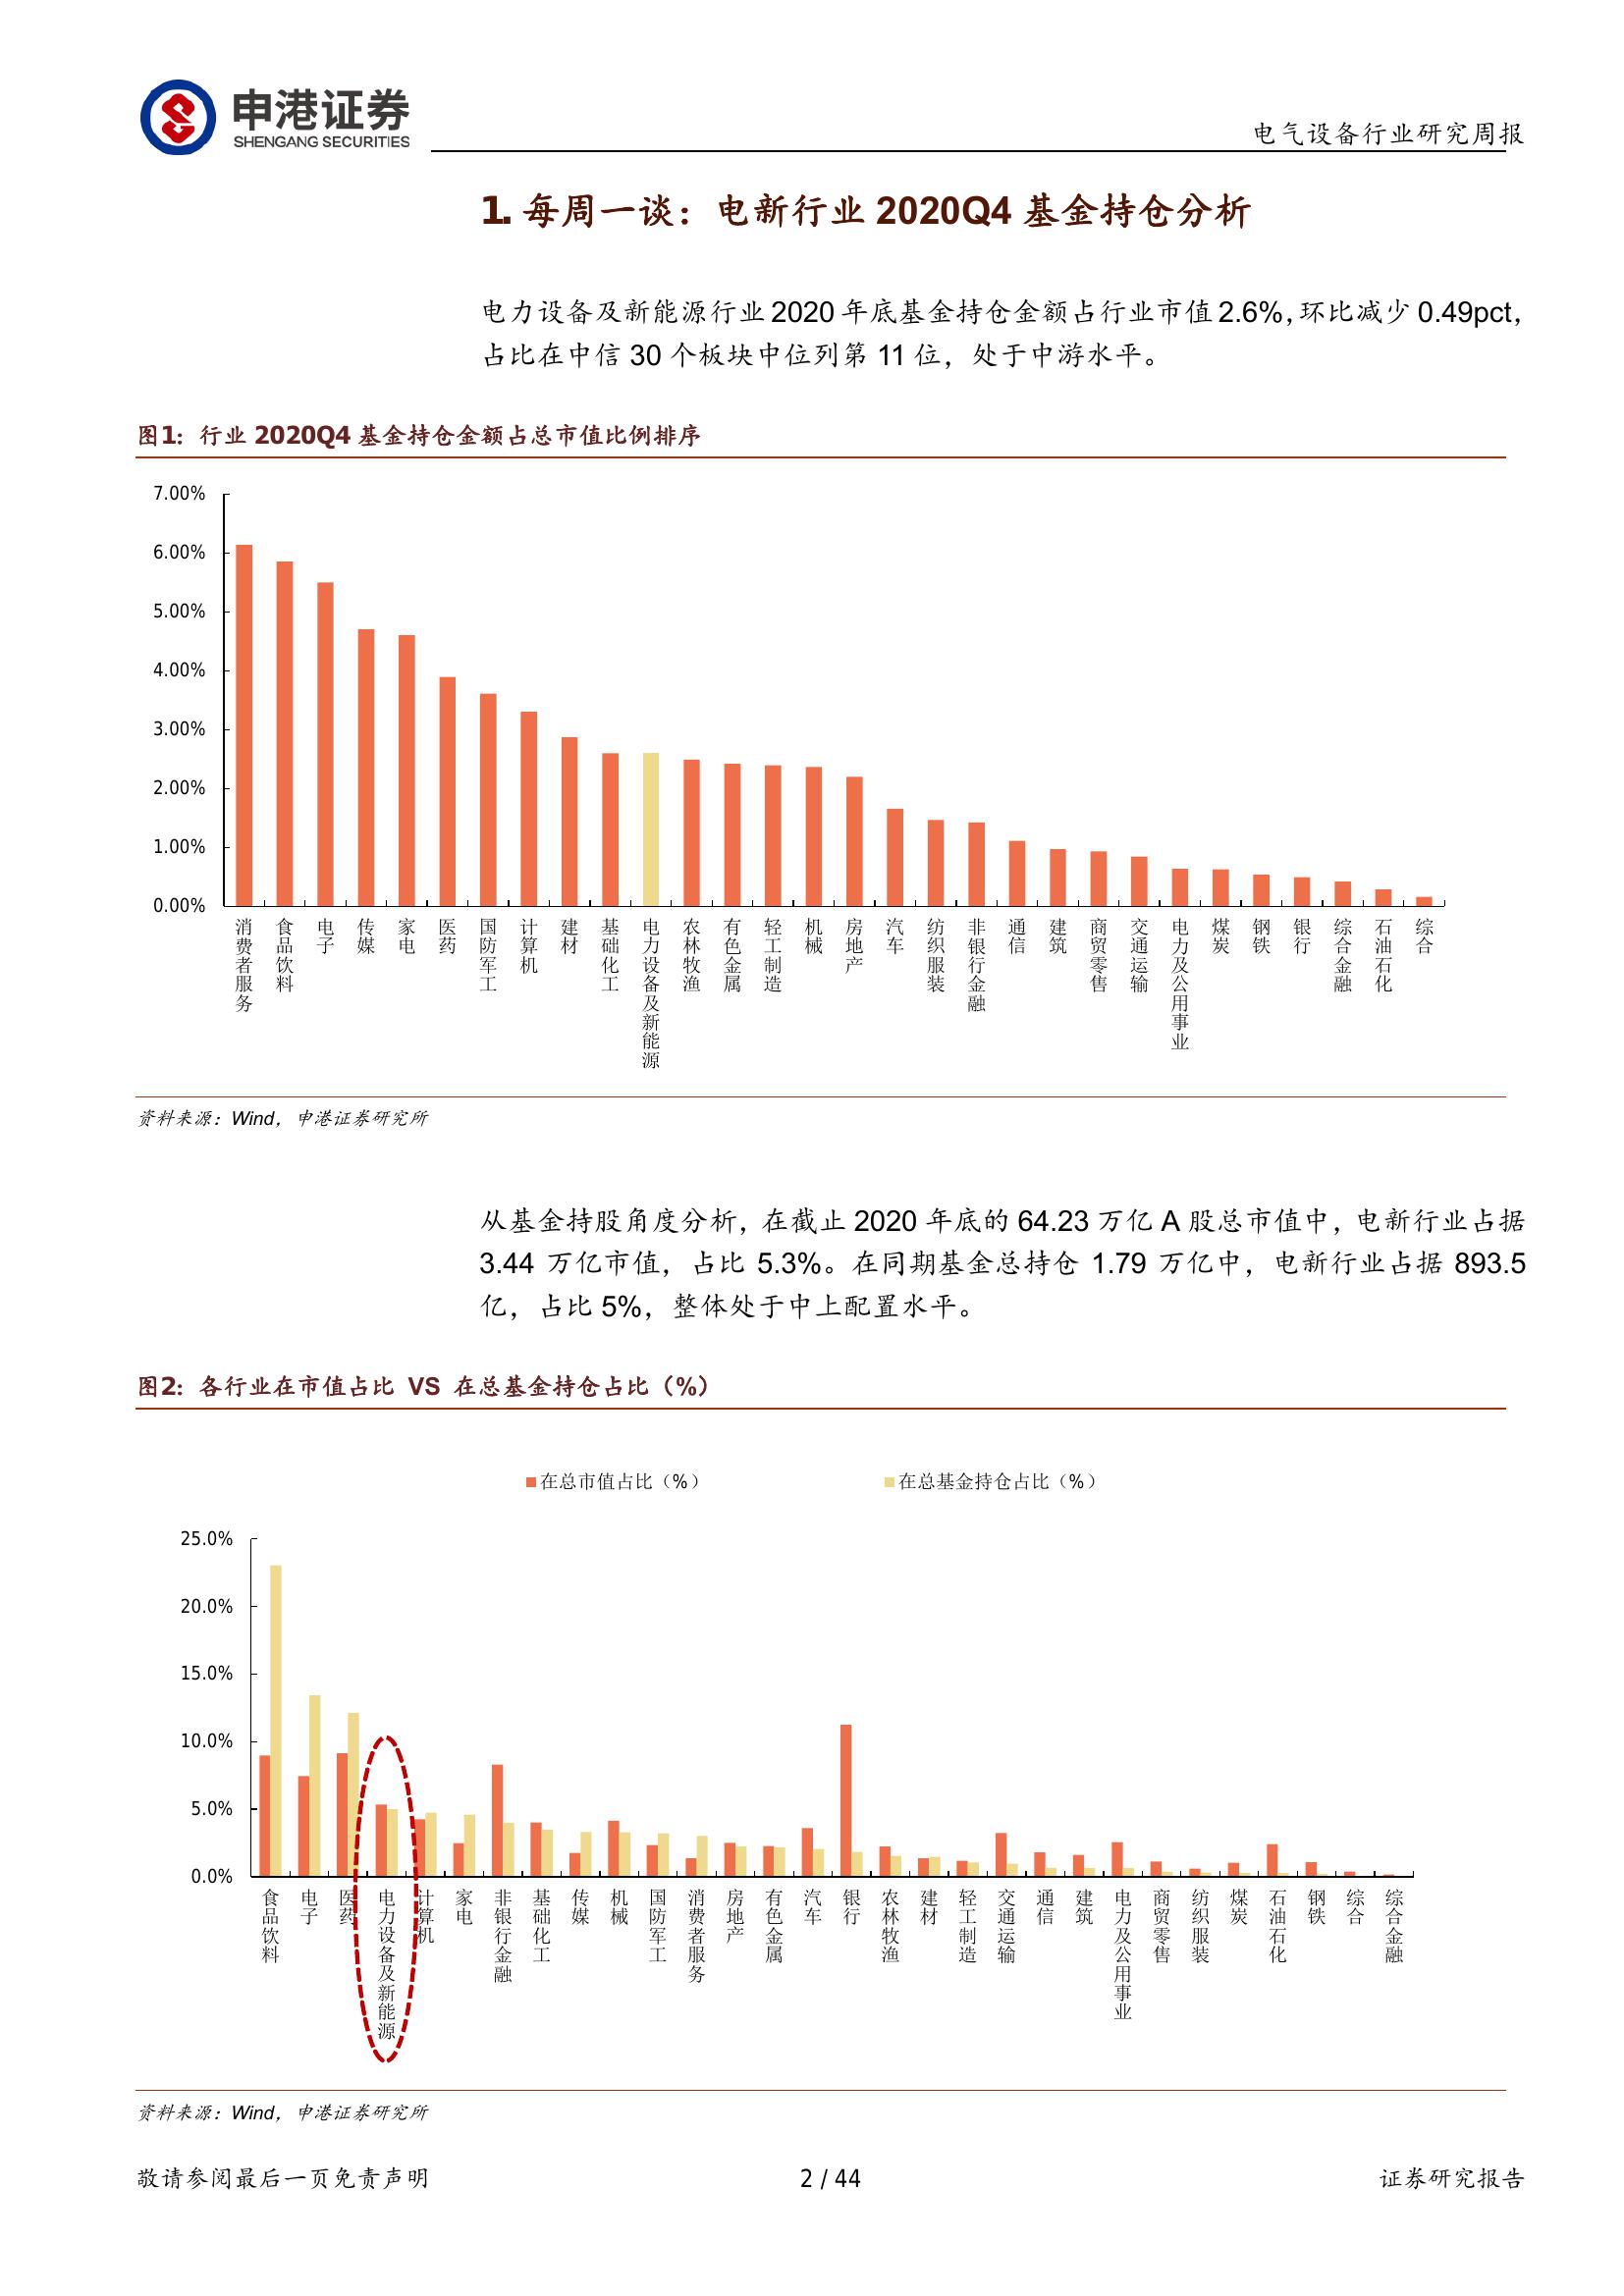 申港证券
SHENGANG SECURITIES
电气设备行业研究周报
1. 每周一谈：电新行业 2020Q4 基金持仓分析
电力设备及新能源行业 2020 年底基金持仓金额占行业市值 2.6%，环比减少 0.49pct，
占比在中信 30 个板块中位列第 11 位，处于中游水平。
图1：行业 2020Q4 基金持仓金额占总市值比例排序
7.00%
6.00%
5.00%
4.00%
3.00%
2.00%
1.00%
0.00%
消费者服务
食品饮料
电子
传媒
家电
医药
国防军工
计算机
建材
基础化工
电力设备及新能源
农林牧渔
有色金属
轻工制造
机械
房地产
汽车
纺织服装
非银行金融
通信
建筑
商贸零售
交通运输
电力及公用事业
煤炭
钢铁
银行
综合金融
石油石化
综合
资料来源：Wind，申港证券研究所
从基金持股角度分析，在截止 2020 年底的 64.23 万亿 A 股总市值中，电新行业占据
3.44 万亿市值，占比 5.3%。在同期基金总持仓 1.79 万亿中，电新行业占据 893.5
亿，占比 5%，整体处于中上配置水平。
图2：各行业在市值占比 VS 在总基金持仓占比（%）
在总市值占比（%） 在总基金持仓占比（%）
25.0%
20.0%
15.0%
10.0%
5.0%
0.0%
食品饮料
电子
医药
电力设备及新能源
计算机
家电
非银行金融
基础化工
传媒
机械
国防军工
消费者服务
房地产
有色金属
汽车
银行
农林牧渔
建材
轻工制造
交通运输
通信
建筑
电力及公用事业
商贸零售
纺织服装
煤炭
石油石化
钢铁
综合
综合金融
资料来源：Wind，申港证券研究所
敬请参阅最后一页免责声明 2 / 44 证券研究报告